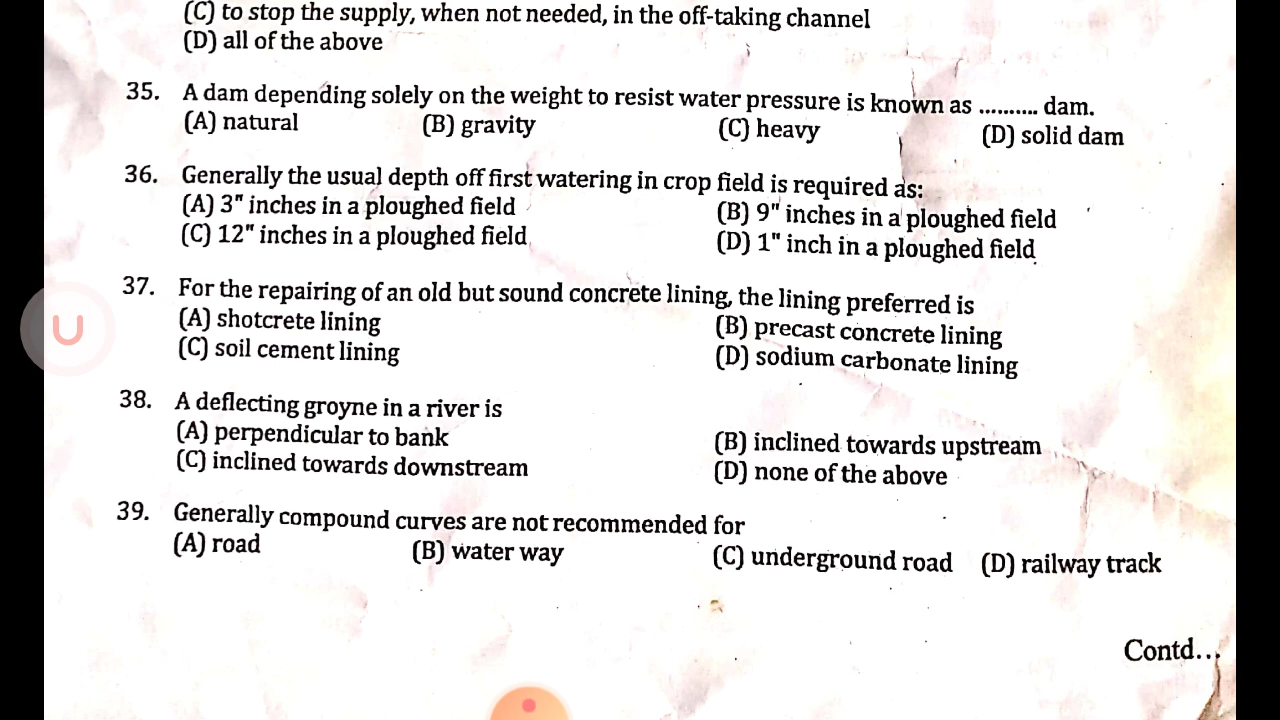 (C) to stop the supply, when not needed, in the off-taking channel
(D) all of the above
35. A dam depending solely on the weight to resist water pressure is known as .......... dam.
(A) natural (B) gravity (C) heavy (D) solid dam
36. Generally the usual depth off first watering in crop field is required as:
(A) 3" inches in a ploughed field (B) 9" inches in a ploughed field
(C) 12" inches in a ploughed field (D) 1" inch in a ploughed field
37. For the repairing of an old but sound concrete lining, the lining preferred is
(A) shotcrete lining (B) precast concrete lining
(C) soil cement lining (D) sodium carbonate lining
38. A deflecting groyne in a river is
(A) perpendicular to bank (B) inclined towards upstream
(C) inclined towards downstream (D) none of the above
39. Generally compound curves are not recommended for
(A) road (B) water way (C) underground road (D) railway track
Contd...